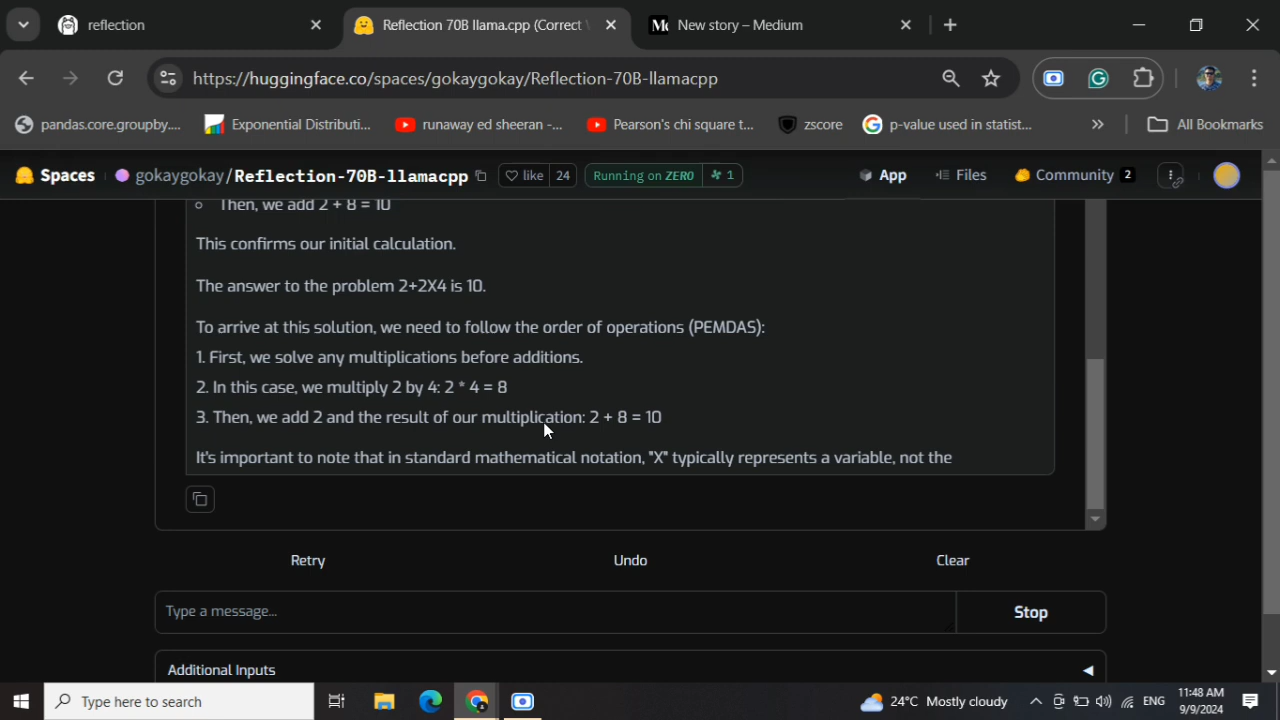 reflection
Reflection 70B llama.cpp (Correct
New story – Medium
https://huggingface.co/spaces/gokaygokay/Reflection-70B-llamacpp
pandas.core.groupby....
Exponential Distributi...
runaway ed sheeran -...
Pearson's chi square t...
zscore
p-value used in statist...
»
All Bookmarks
Spaces
gokaygokay/Reflection-70B-llamacpp
like 24
Running on ZERO
1
App
Files
Community 2
Then, we add 2 + 8 = 10
This confirms our initial calculation.
The answer to the problem 2+2X4 is 10.
To arrive at this solution, we need to follow the order of operations (PEMDAS):
1. First, we solve any multiplications before additions.
2. In this case, we multiply 2 by 4: 2 * 4 = 8
3. Then, we add 2 and the result of our multiplication: 2 + 8 = 10
It's important to note that in standard mathematical notation, "X" typically represents a variable, not the
Retry
Undo
Clear
Type a message...
Stop
Additional Inputs
Type here to search
24°C Mostly cloudy
ENG
11:48 AM
9/9/2024